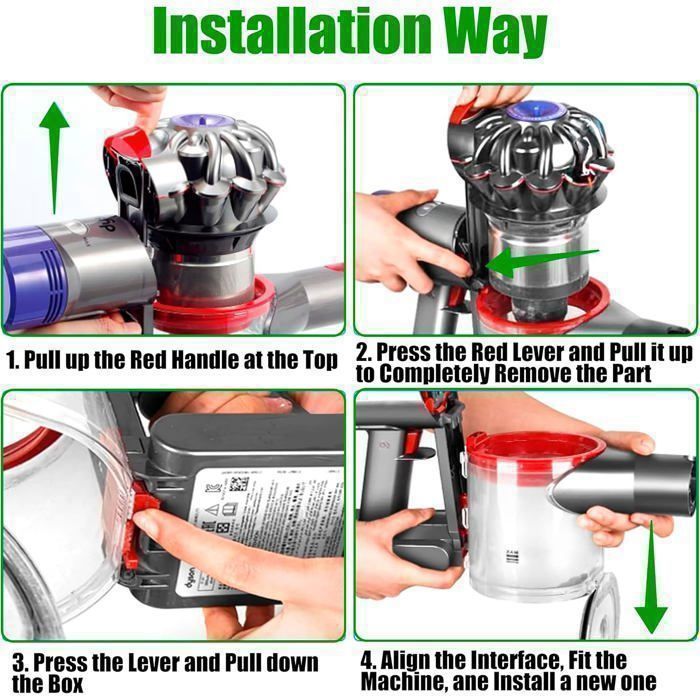 Installation Way
1. Pull up the Red Handle at the Top
2. Press the Red Lever and Pull it up
to Completely Remove the Part
3. Press the Lever and Pull down
the Box
4. Align the Interface, Fit the
Machine, ane Install a new one
dyson